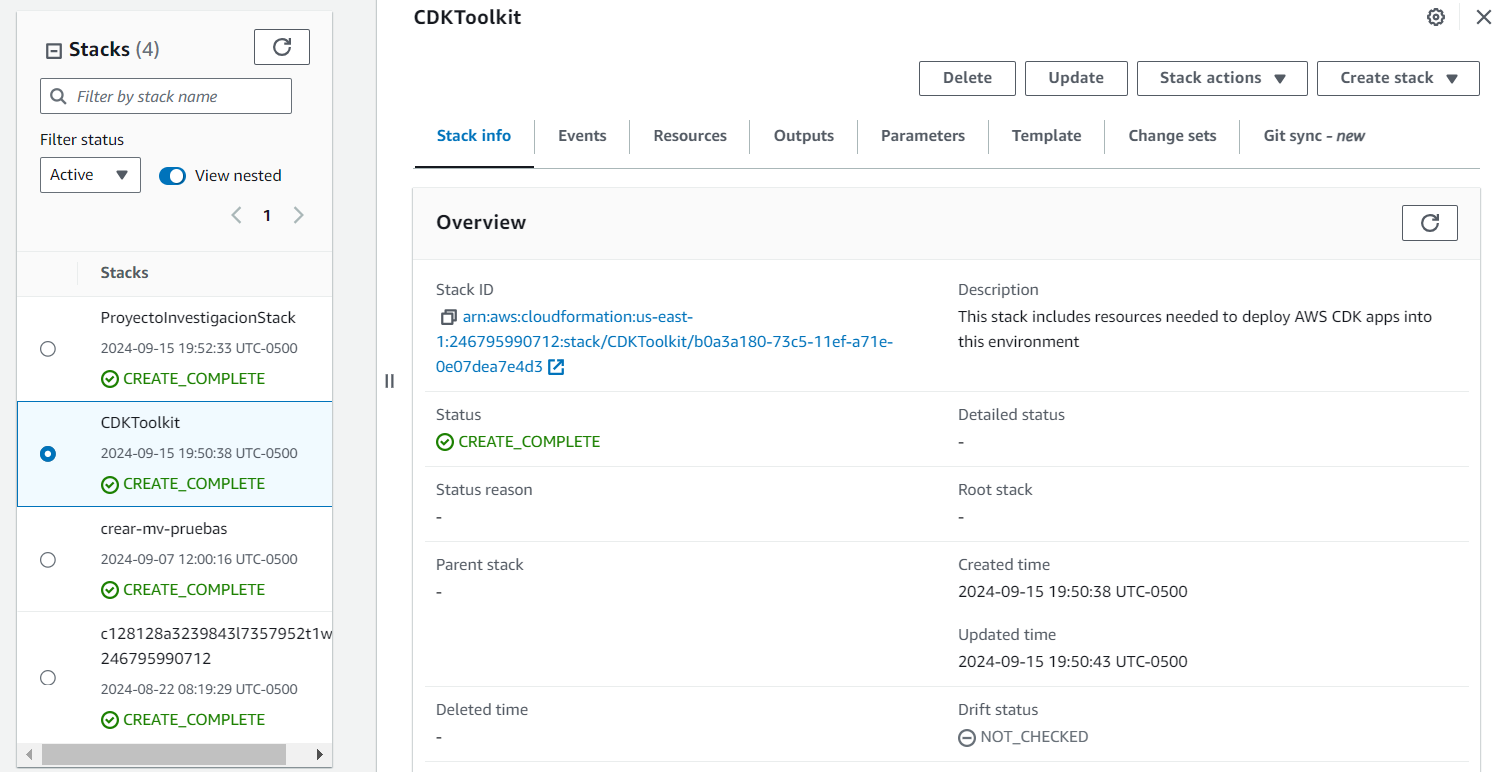 Stacks (4)
Filter by stack name
Filter status
Active
View nested
1
Stacks
ProyectoInvestigacionStack
2024-09-15 19:52:33 UTC-0500
CREATE_COMPLETE
CDKToolkit
2024-09-15 19:50:38 UTC-0500
CREATE_COMPLETE
crear-mv-pruebas
2024-09-07 12:00:16 UTC-0500
CREATE_COMPLETE
c128128a3239843l7357952t1w
246795990712
2024-08-22 08:19:29 UTC-0500
CREATE_COMPLETE
CDKToolkit
Delete
Update
Stack actions
Create stack
Stack info
Events
Resources
Outputs
Parameters
Template
Change sets
Git sync - new
Overview
Stack ID
arn:aws:cloudformation:us-east-
1:246795990712:stack/CDKToolkit/b0a3a180-73c5-11ef-a71e-
0e07dea7e4d3
Description
This stack includes resources needed to deploy AWS CDK apps into
this environment
Status
CREATE_COMPLETE
Detailed status
-
Status reason
-
Root stack
-
Parent stack
-
Created time
2024-09-15 19:50:38 UTC-0500
Updated time
2024-09-15 19:50:43 UTC-0500
Deleted time
-
Drift status
NOT_CHECKED